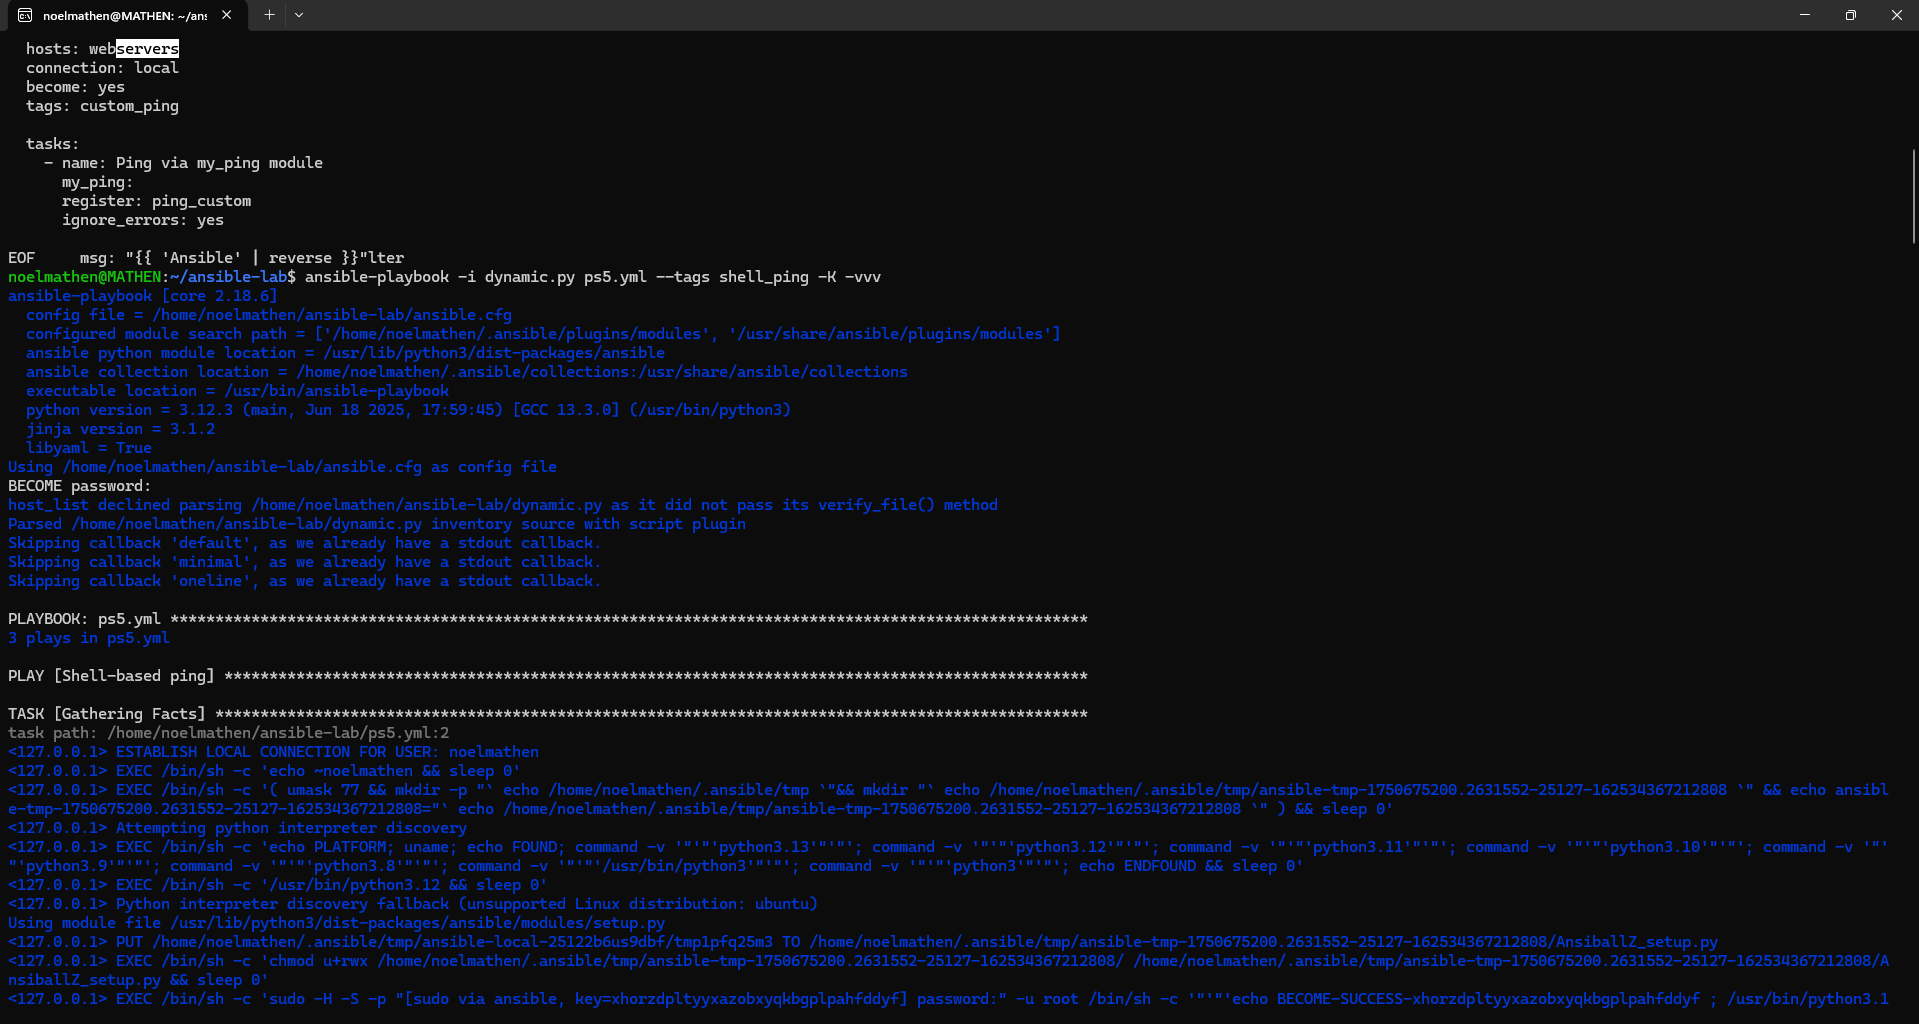 noelmathen@MATHEN: ~/ans
hosts: webservers
connection: local
become: yes
tags: custom_ping
tasks:
- name: Ping via my_ping module
my_ping:
register: ping_custom
ignore_errors: yes
EOF     msg: "{{ 'Ansible' | reverse }}"lter
noelmathen@MATHEN:~/ansible-lab$ ansible-playbook -i dynamic.py ps5.yml --tags shell_ping -K -vvv
ansible-playbook [core 2.18.6]
config file = /home/noelmathen/ansible-lab/ansible.cfg
configured module search path = ['/home/noelmathen/.ansible/plugins/modules', '/usr/share/ansible/plugins/modules']
ansible python module location = /usr/lib/python3/dist-packages/ansible
ansible collection location = /home/noelmathen/.ansible/collections:/usr/share/ansible/collections
executable location = /usr/bin/ansible-playbook
python version = 3.12.3 (main, Jun 18 2025, 17:59:45) [GCC 13.3.0] (/usr/bin/python3)
jinja version = 3.1.2
libyaml = True
Using /home/noelmathen/ansible-lab/ansible.cfg as config file
BECOME password:
host_list declined parsing /home/noelmathen/ansible-lab/dynamic.py as it did not pass its verify_file() method
Parsed /home/noelmathen/ansible-lab/dynamic.py inventory source with script plugin
Skipping callback 'default', as we already have a stdout callback.
Skipping callback 'minimal', as we already have a stdout callback.
Skipping callback 'oneline', as we already have a stdout callback.
PLAYBOOK: ps5.yml ******************************************************************************************************
3 plays in ps5.yml
PLAY [Shell-based ping] ************************************************************************************************
TASK [Gathering Facts] *************************************************************************************************
task path: /home/noelmathen/ansible-lab/ps5.yml:2
<127.0.0.1> ESTABLISH LOCAL CONNECTION FOR USER: noelmathen
<127.0.0.1> EXEC /bin/sh -c 'echo ~noelmathen && sleep 0'
<127.0.0.1> EXEC /bin/sh -c '( umask 77 && mkdir -p "` echo /home/noelmathen/.ansible/tmp `"&& mkdir "` echo /home/noelmathen/.ansible/tmp/ansible-tmp-1750675200.2631552-25127-162534367212808 `" && echo ansibl
e-tmp-1750675200.2631552-25127-162534367212808="` echo /home/noelmathen/.ansible/tmp/ansible-tmp-1750675200.2631552-25127-162534367212808 `" ) && sleep 0'
<127.0.0.1> Attempting python interpreter discovery
<127.0.0.1> EXEC /bin/sh -c 'echo PLATFORM; uname; echo FOUND; command -v '"'"'python3.13'"'"'; command -v '"'"'python3.12'"'"'; command -v '"'"'python3.11'"'"'; command -v '"'"'python3.10'"'"'; command -v '"'
"'python3.9'"'"'; command -v '"'"'python3.8'"'"'; command -v '"'"'/usr/bin/python3'"'"'; command -v '"'"'python3'"'"'; echo ENDFOUND && sleep 0'
<127.0.0.1> EXEC /bin/sh -c '/usr/bin/python3.12 && sleep 0'
<127.0.0.1> Python interpreter discovery fallback (unsupported Linux distribution: ubuntu)
Using module file /usr/lib/python3/dist-packages/ansible/modules/setup.py
<127.0.0.1> PUT /home/noelmathen/.ansible/tmp/ansible-local-25122b6us9dbf/tmp1pfq25m3 TO /home/noelmathen/.ansible/tmp/ansible-tmp-1750675200.2631552-25127-162534367212808/AnsiballZ_setup.py
<127.0.0.1> EXEC /bin/sh -c 'chmod u+rwx /home/noelmathen/.ansible/tmp/ansible-tmp-1750675200.2631552-25127-162534367212808/ /home/noelmathen/.ansible/tmp/ansible-tmp-1750675200.2631552-25127-162534367212808/A
nsiballZ_setup.py && sleep 0'
<127.0.0.1> EXEC /bin/sh -c 'sudo -H -S -p "[sudo via ansible, key=xhorzdpltyyxazobxyqkbgplpahfddyf] password:" -u root /bin/sh -c '"'"'echo BECOME-SUCCESS-xhorzdpltyyxazobxyqkbgplpahfddyf ; /usr/bin/python3.1